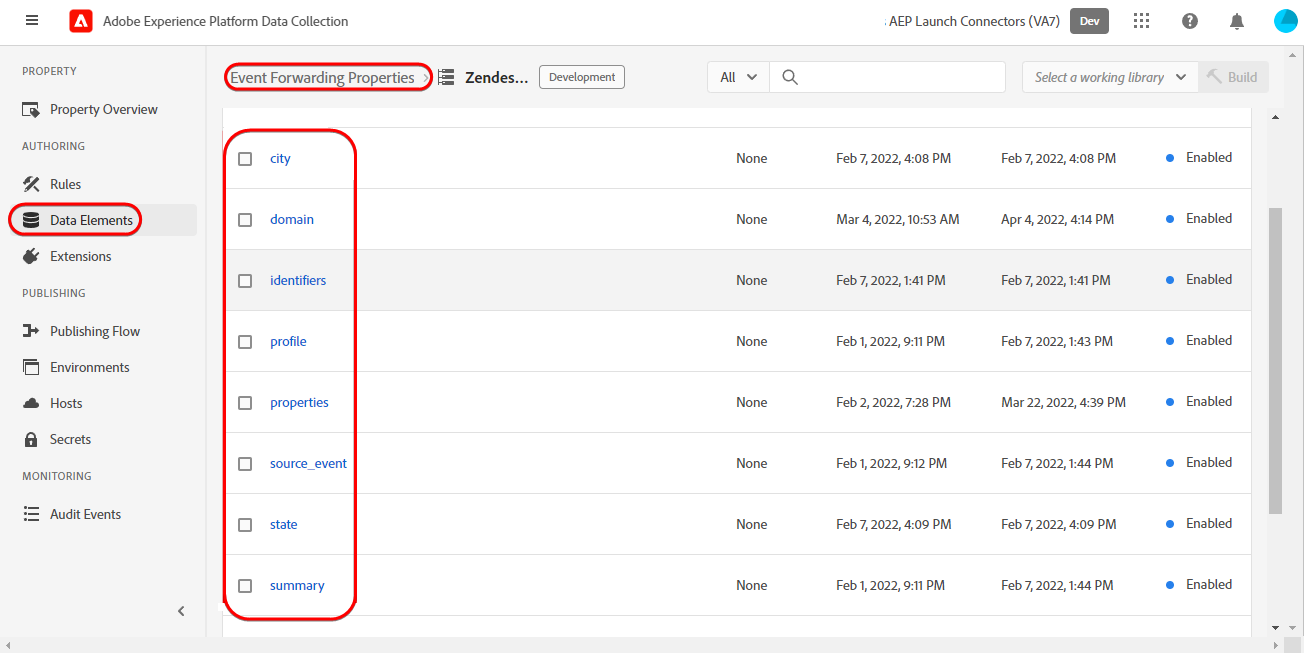 Adobe Experience Platform Data Collection
AEP Launch Connectors (VA7) Dev
PROPERTY
Property Overview
AUTHORING
Rules
Data Elements
Extensions
PUBLISHING
Publishing Flow
Environments
Hosts
Secrets
MONITORING
Audit Events
Event Forwarding Properties > Zendes... Development
All
Select a working library Build
city None Feb 7, 2022, 4:08 PM Feb 7, 2022, 4:08 PM Enabled
domain None Mar 4, 2022, 10:53 AM Apr 4, 2022, 4:14 PM Enabled
identifiers None Feb 7, 2022, 1:41 PM Feb 7, 2022, 1:41 PM Enabled
profile None Feb 1, 2022, 9:11 PM Feb 7, 2022, 1:43 PM Enabled
properties None Feb 2, 2022, 7:28 PM Mar 22, 2022, 4:39 PM Enabled
source_event None Feb 1, 2022, 9:12 PM Feb 7, 2022, 1:44 PM Enabled
state None Feb 7, 2022, 4:09 PM Feb 7, 2022, 4:09 PM Enabled
summary None Feb 1, 2022, 9:11 PM Feb 7, 2022, 1:44 PM Enabled